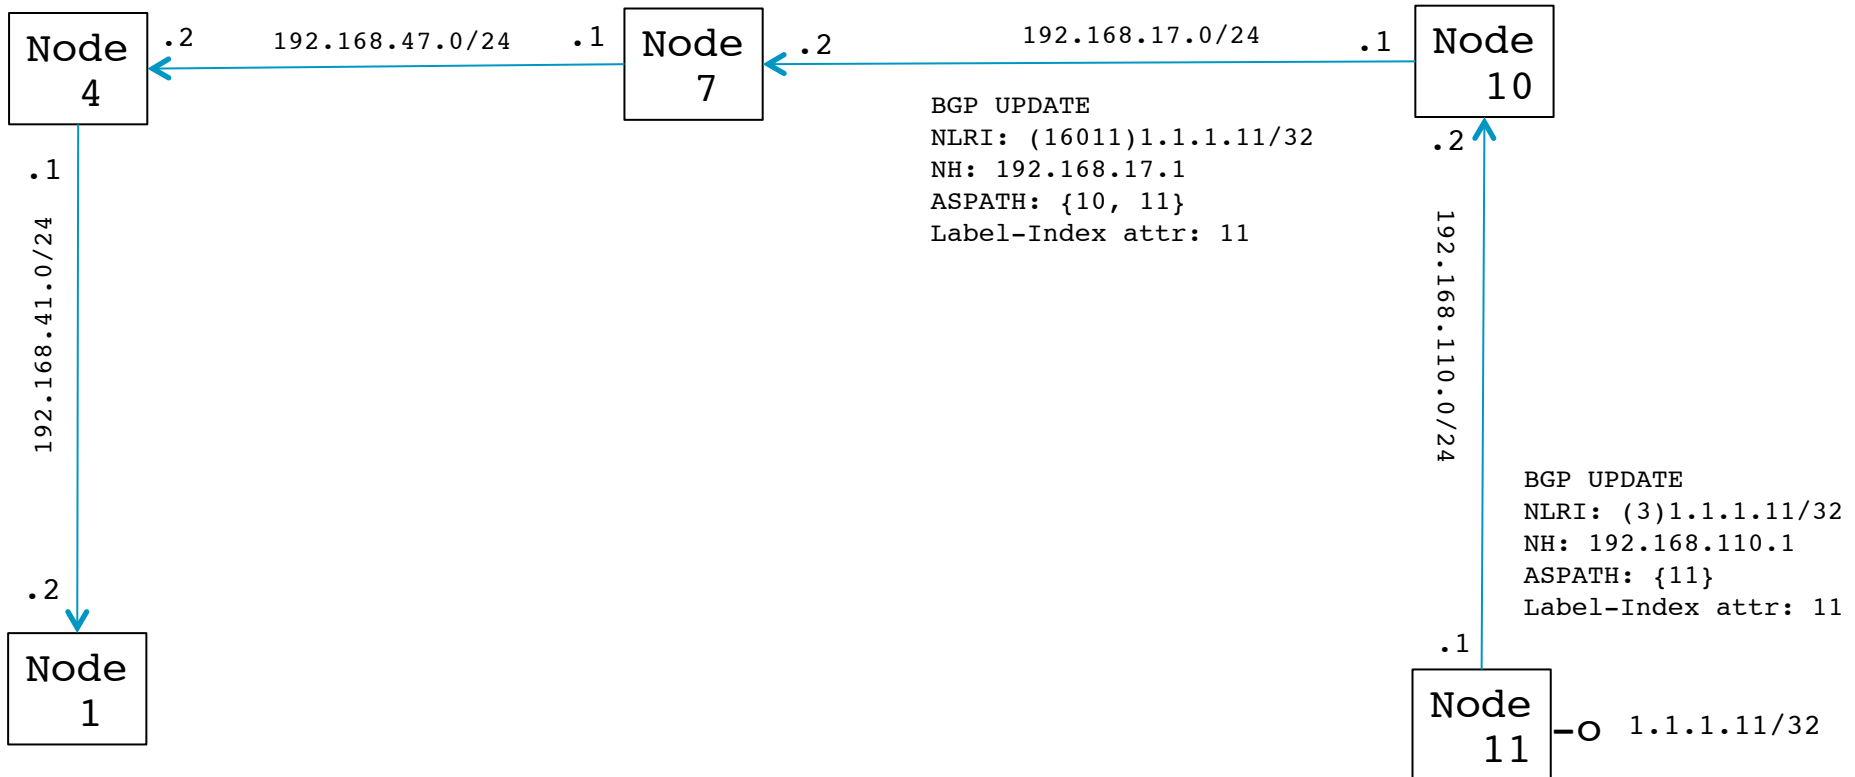 Node
4
.2
192.168.47.0/24
.1
Node
7
.2
192.168.17.0/24
.1
Node
10
BGP UPDATE
NLRI: (16011)1.1.1.11/32
NH: 192.168.17.1
ASPATH: {10, 11}
Label-Index attr: 11
.2
.1
192.168.41.0/24
192.168.110.0/24
BGP UPDATE
NLRI: (3)1.1.1.11/32
NH: 192.168.110.1
ASPATH: {11}
Label-Index attr: 11
.2
.1
Node
1
Node
11
1.1.1.11/32